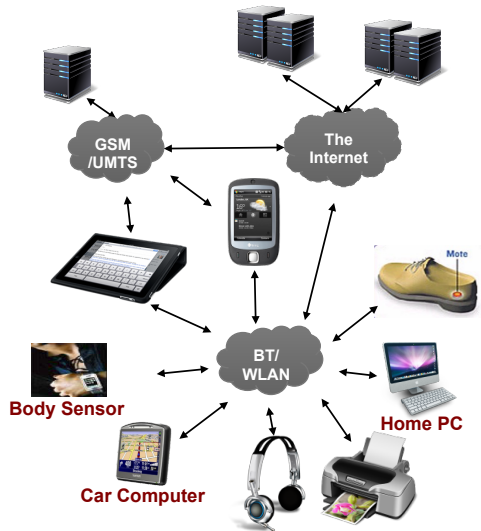 GSM
/UMTS
The
Internet
Mote
BT/
WLAN
Body Sensor
Home PC
Car Computer